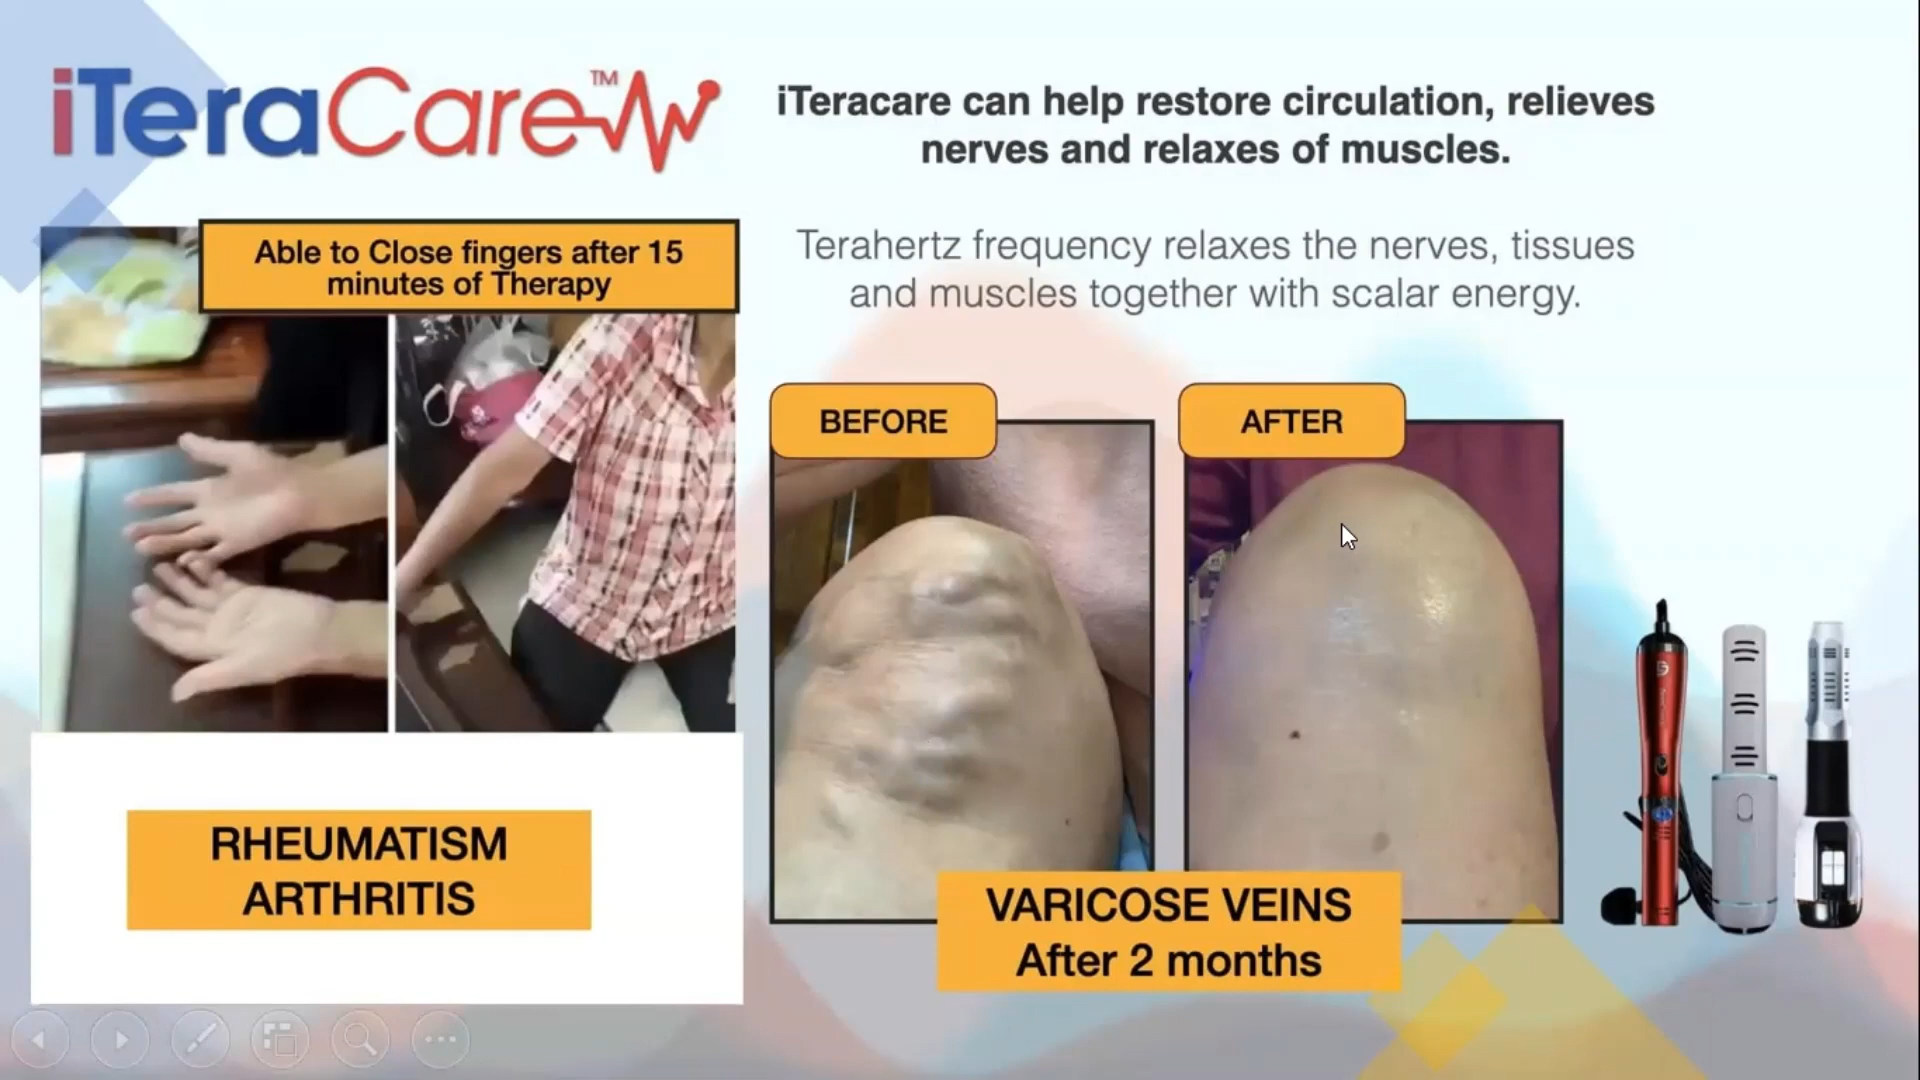 iTeraCare™
iTeracare can help restore circulation, relieves
nerves and relaxes of muscles.
Terahertz frequency relaxes the nerves, tissues
and muscles together with scalar energy.
Able to Close fingers after 15
minutes of Therapy
BEFORE
AFTER
RHEUMATISM
ARTHRITIS
VARICOSE VEINS
After 2 months